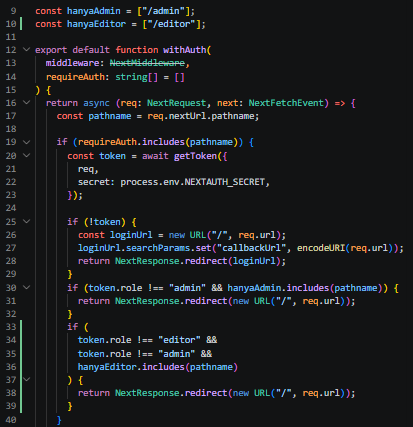 9 const hanyaAdmin = ["/admin"];
10 const hanyaEditor = ["/editor"];
11
12 export default function withAuth(
13 middleware: NextMiddleware,
14 requireAuth: string[] = []
15 ) {
16 return async (req: NextRequest, next: NextFetchEvent) => {
17 const pathname = req.nextUrl.pathname;
18
19 if (requireAuth.includes(pathname)) {
20 const token = await getToken({
21 req,
22 secret: process.env.NEXTAUTH_SECRET,
23 });
24
25 if (!token) {
26 const loginUrl = new URL("/", req.url);
27 loginUrl.searchParams.set("callbackUrl", encodeURI(req.url));
28 return NextResponse.redirect(loginUrl);
29 }
30 if (token.role !== "admin" && hanyaAdmin.includes(pathname)) {
31 return NextResponse.redirect(new URL("/", req.url));
32 }
33 if (
34 token.role !== "editor" &&
35 token.role !== "admin" &&
36 hanyaEditor.includes(pathname)
37 ) {
38 return NextResponse.redirect(new URL("/", req.url));
39 }
40 }